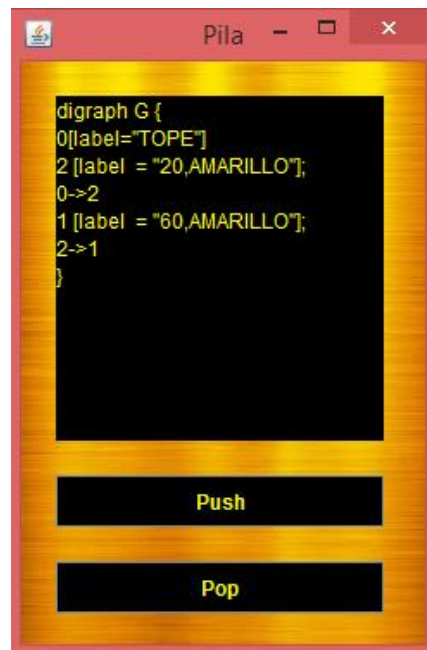 Pila
digraph G {
0[label="TOPE"]
2 [label  = "20,AMARILLO"];
0->2
1 [label  = "60,AMARILLO"];
2->1
}
Push
Pop